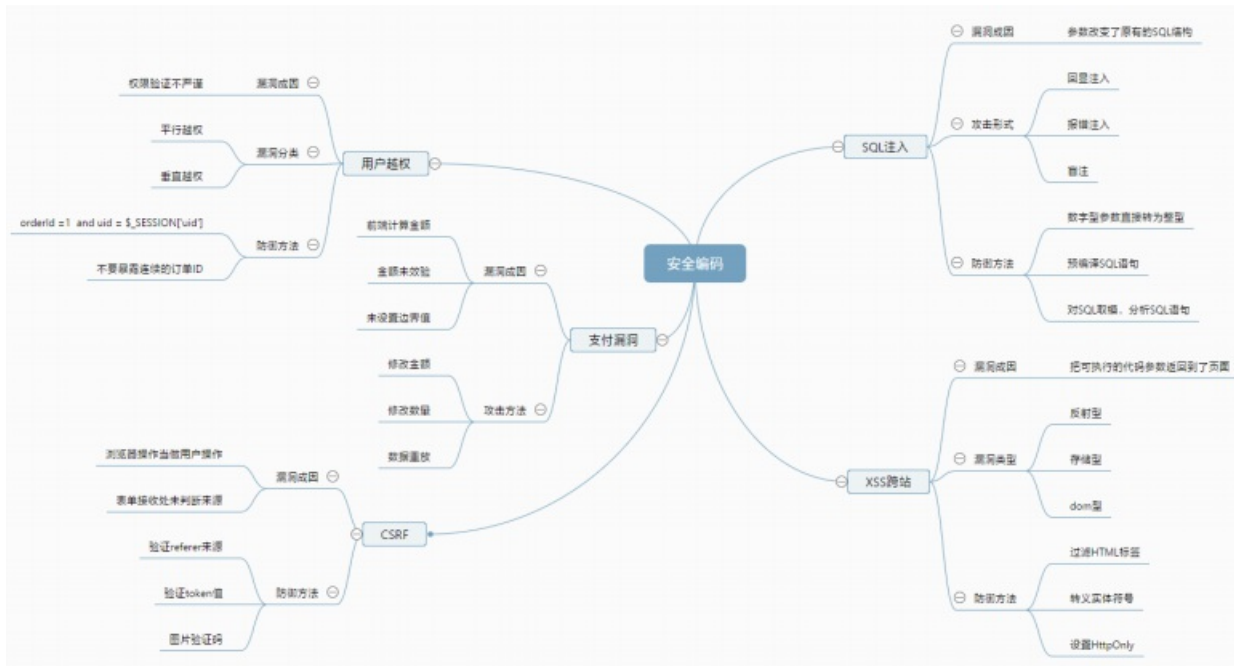 安全编码
SQL注入
漏洞成因
参数改变了原有的SQL结构
攻击形式
回显注入
报错注入
盲注
防御方法
数字型参数直接转为整型
预编译SQL语句
对SQL取模，分析SQL语句
XSS跨站
漏洞成因
把可执行的代码参数返回到了页面
漏洞类型
反射型
存储型
dom型
防御方法
过滤HTML标签
转义实体符号
设置HttpOnly
用户越权
漏洞成因
权限验证不严谨
漏洞分类
平行越权
垂直越权
防御方法
orderId =1 and uid = $_SESSION['uid']
不要暴露连续的订单ID
支付漏洞
漏洞成因
前端计算金额
金额未效验
未设置边界值
攻击方法
修改金额
修改数量
数据重放
CSRF
漏洞成因
浏览器操作当做用户操作
表单接收处未判断来源
防御方法
验证referer来源
验证token值
图片验证码